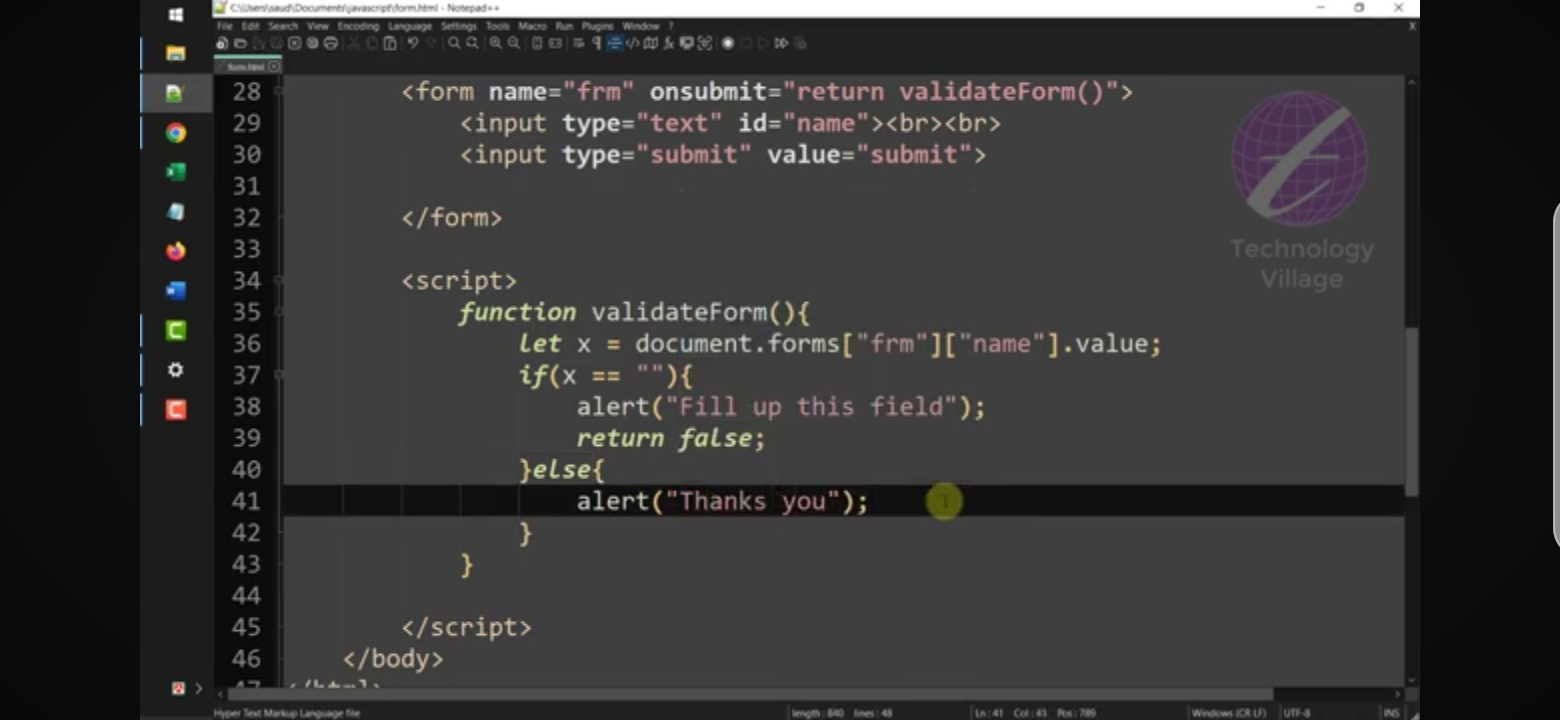 C:\Users\saud\Documents\javascript\form.html - Notepad++
File Edit Search View Encoding Language Settings Tools Macro Run Plugins Window ?
form.html
28 <form name="frm" onsubmit="return validateForm()">
29 <input type="text" id="name"><br><br>
30 <input type="submit" value="submit">
31
32 </form>
33
34 <script>
35 function validateForm(){
36 let x = document.forms["frm"]["name"].value;
37 if(x == ""){
38 alert("Fill up this field");
39 return false;
40 }else{
41 alert("Thanks you");
42 }
43 }
44
45 </script>
46 </body>
47 </html>
Technology
Village
Hyper Text Markup Language file length : 840 lines : 48 Ln : 41 Col : 41 Pos : 785 Windows (CR LF) UTF-8 INS